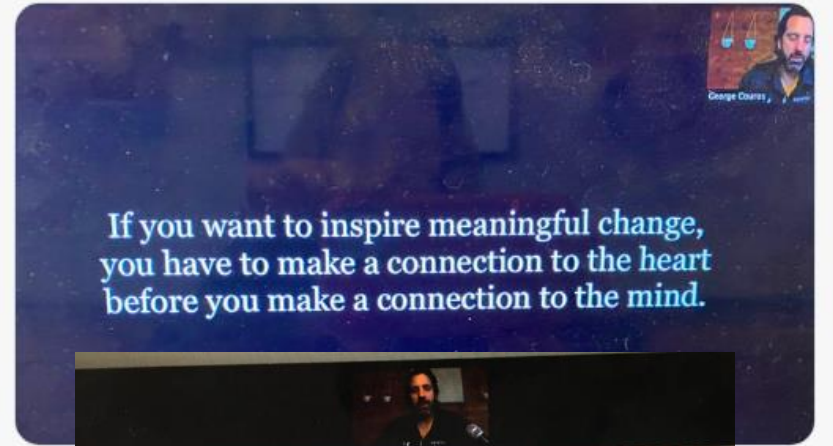 George Couros
If you want to inspire meaningful change,
you have to make a connection to the heart
before you make a connection to the mind.